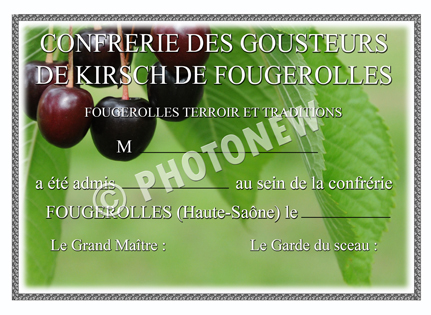 CONFRERIE DES GOUSTEURS
DE KIRSCH DE FOUGEROLLES
FOUGEROLLES TERROIR ET TRADITIONS
M
a été admis au sein de la confrérie
FOUGEROLLES (Haute-Saône) le
Le Grand Maître : Le Garde du sceau :
© PHOTONEW